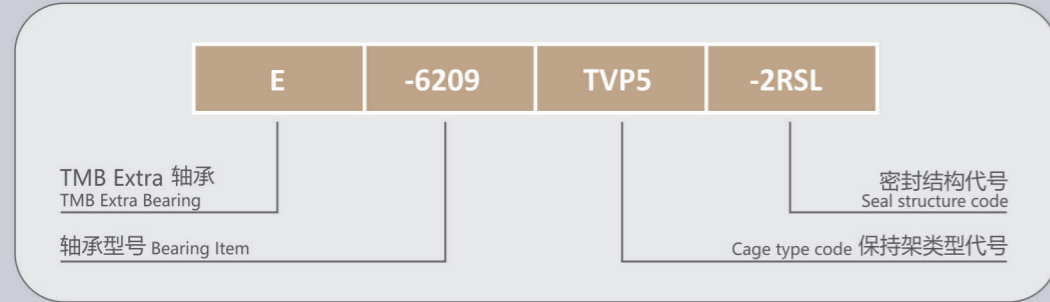 E -6209 TVP5 -2RSL
TMB Extra 轴承
TMB Extra Bearing
密封结构代号
Seal structure code
轴承型号 Bearing Item
Cage type code 保持架类型代号